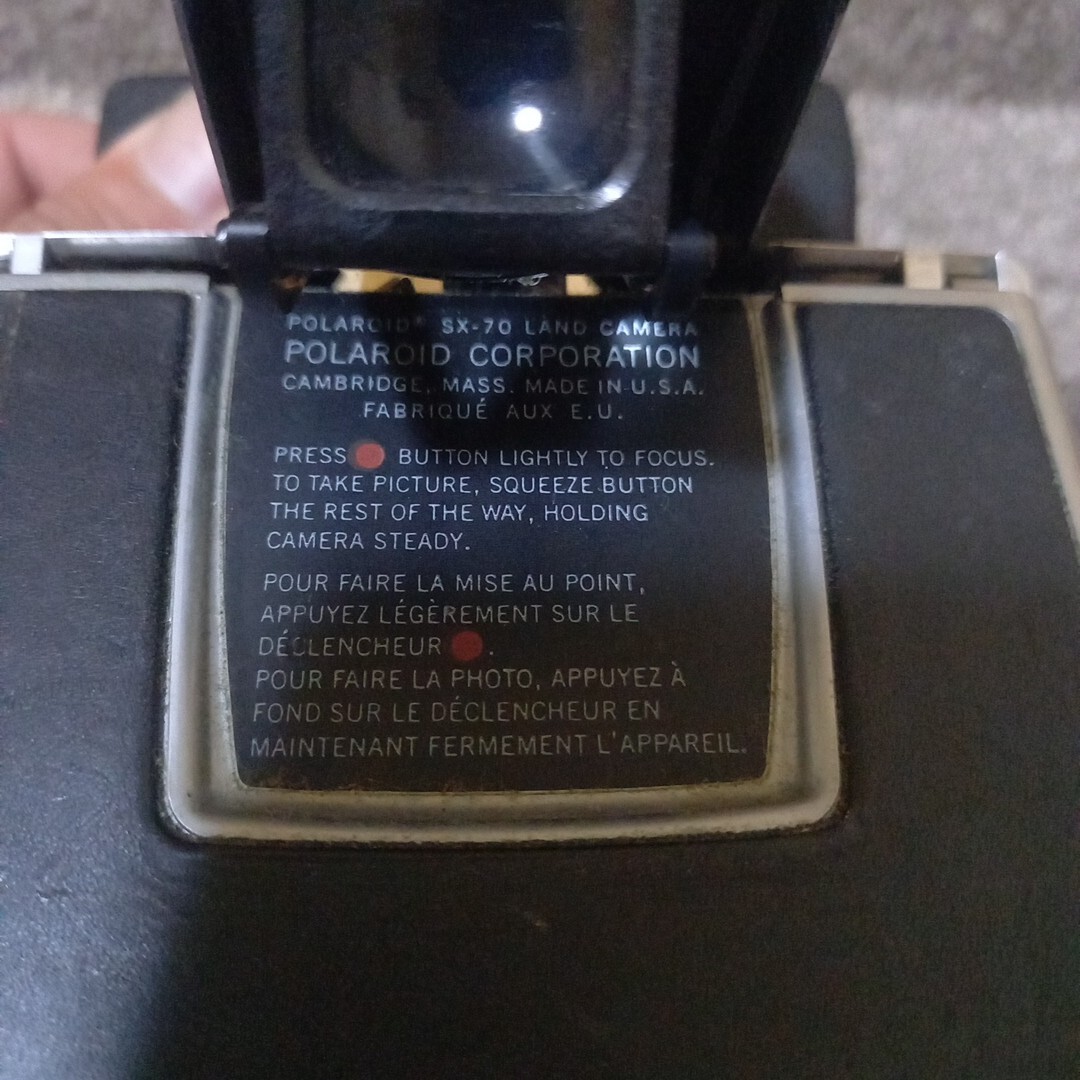 POLAROID® SX-70 LAND CAMERA
POLAROID CORPORATION
CAMBRIDGE, MASS. MADE IN U.S.A.
FABRIQUÉ AUX E.U.
PRESS BUTTON LIGHTLY TO FOCUS.
TO TAKE PICTURE, SQUEEZE BUTTON
THE REST OF THE WAY, HOLDING
CAMERA STEADY.
POUR FAIRE LA MISE AU POINT,
APPUYEZ LÉGÈREMENT SUR LE
DÉCLENCHEUR .
POUR FAIRE LA PHOTO, APPUYEZ À
FOND SUR LE DÉCLENCHEUR EN
MAINTENANT FERMEMENT L'APPAREIL.